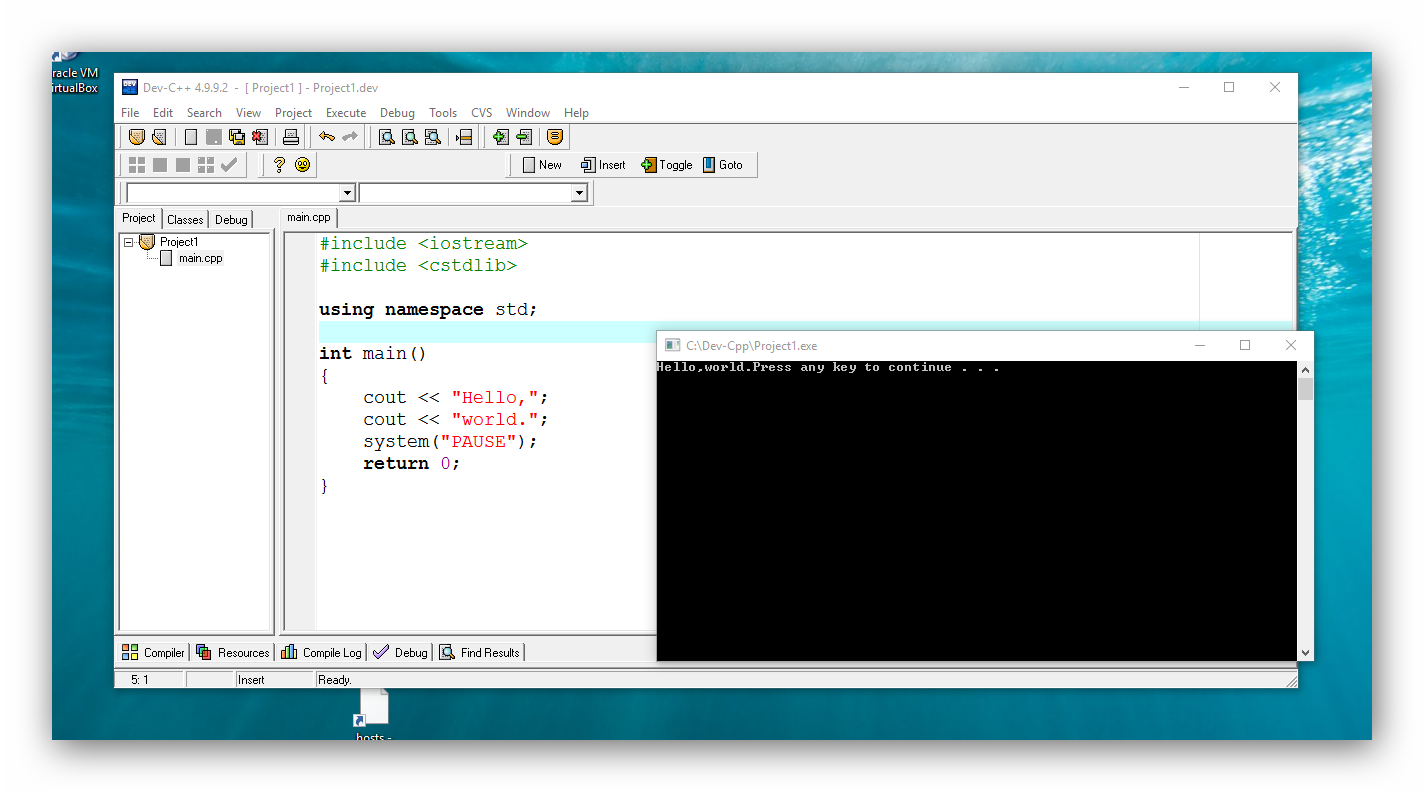 racle VM
irtualBox
Dev-C++ 4.9.9.2 - [ Project1 ] - Project1.dev
File Edit Search View Project Execute Debug Tools CVS Window Help
New Insert Toggle Goto
Project Classes Debug
main.cpp
Project1
main.cpp
#include <iostream>
#include <cstdlib>
using namespace std;
int main()
{
cout << "Hello,";
cout << "world.";
system("PAUSE");
return 0;
}
C:\Dev-Cpp\Project1.exe
Hello,world.Press any key to continue . . .
Compiler Resources Compile Log Debug Find Results
5: 1 Insert Ready.
hosts -